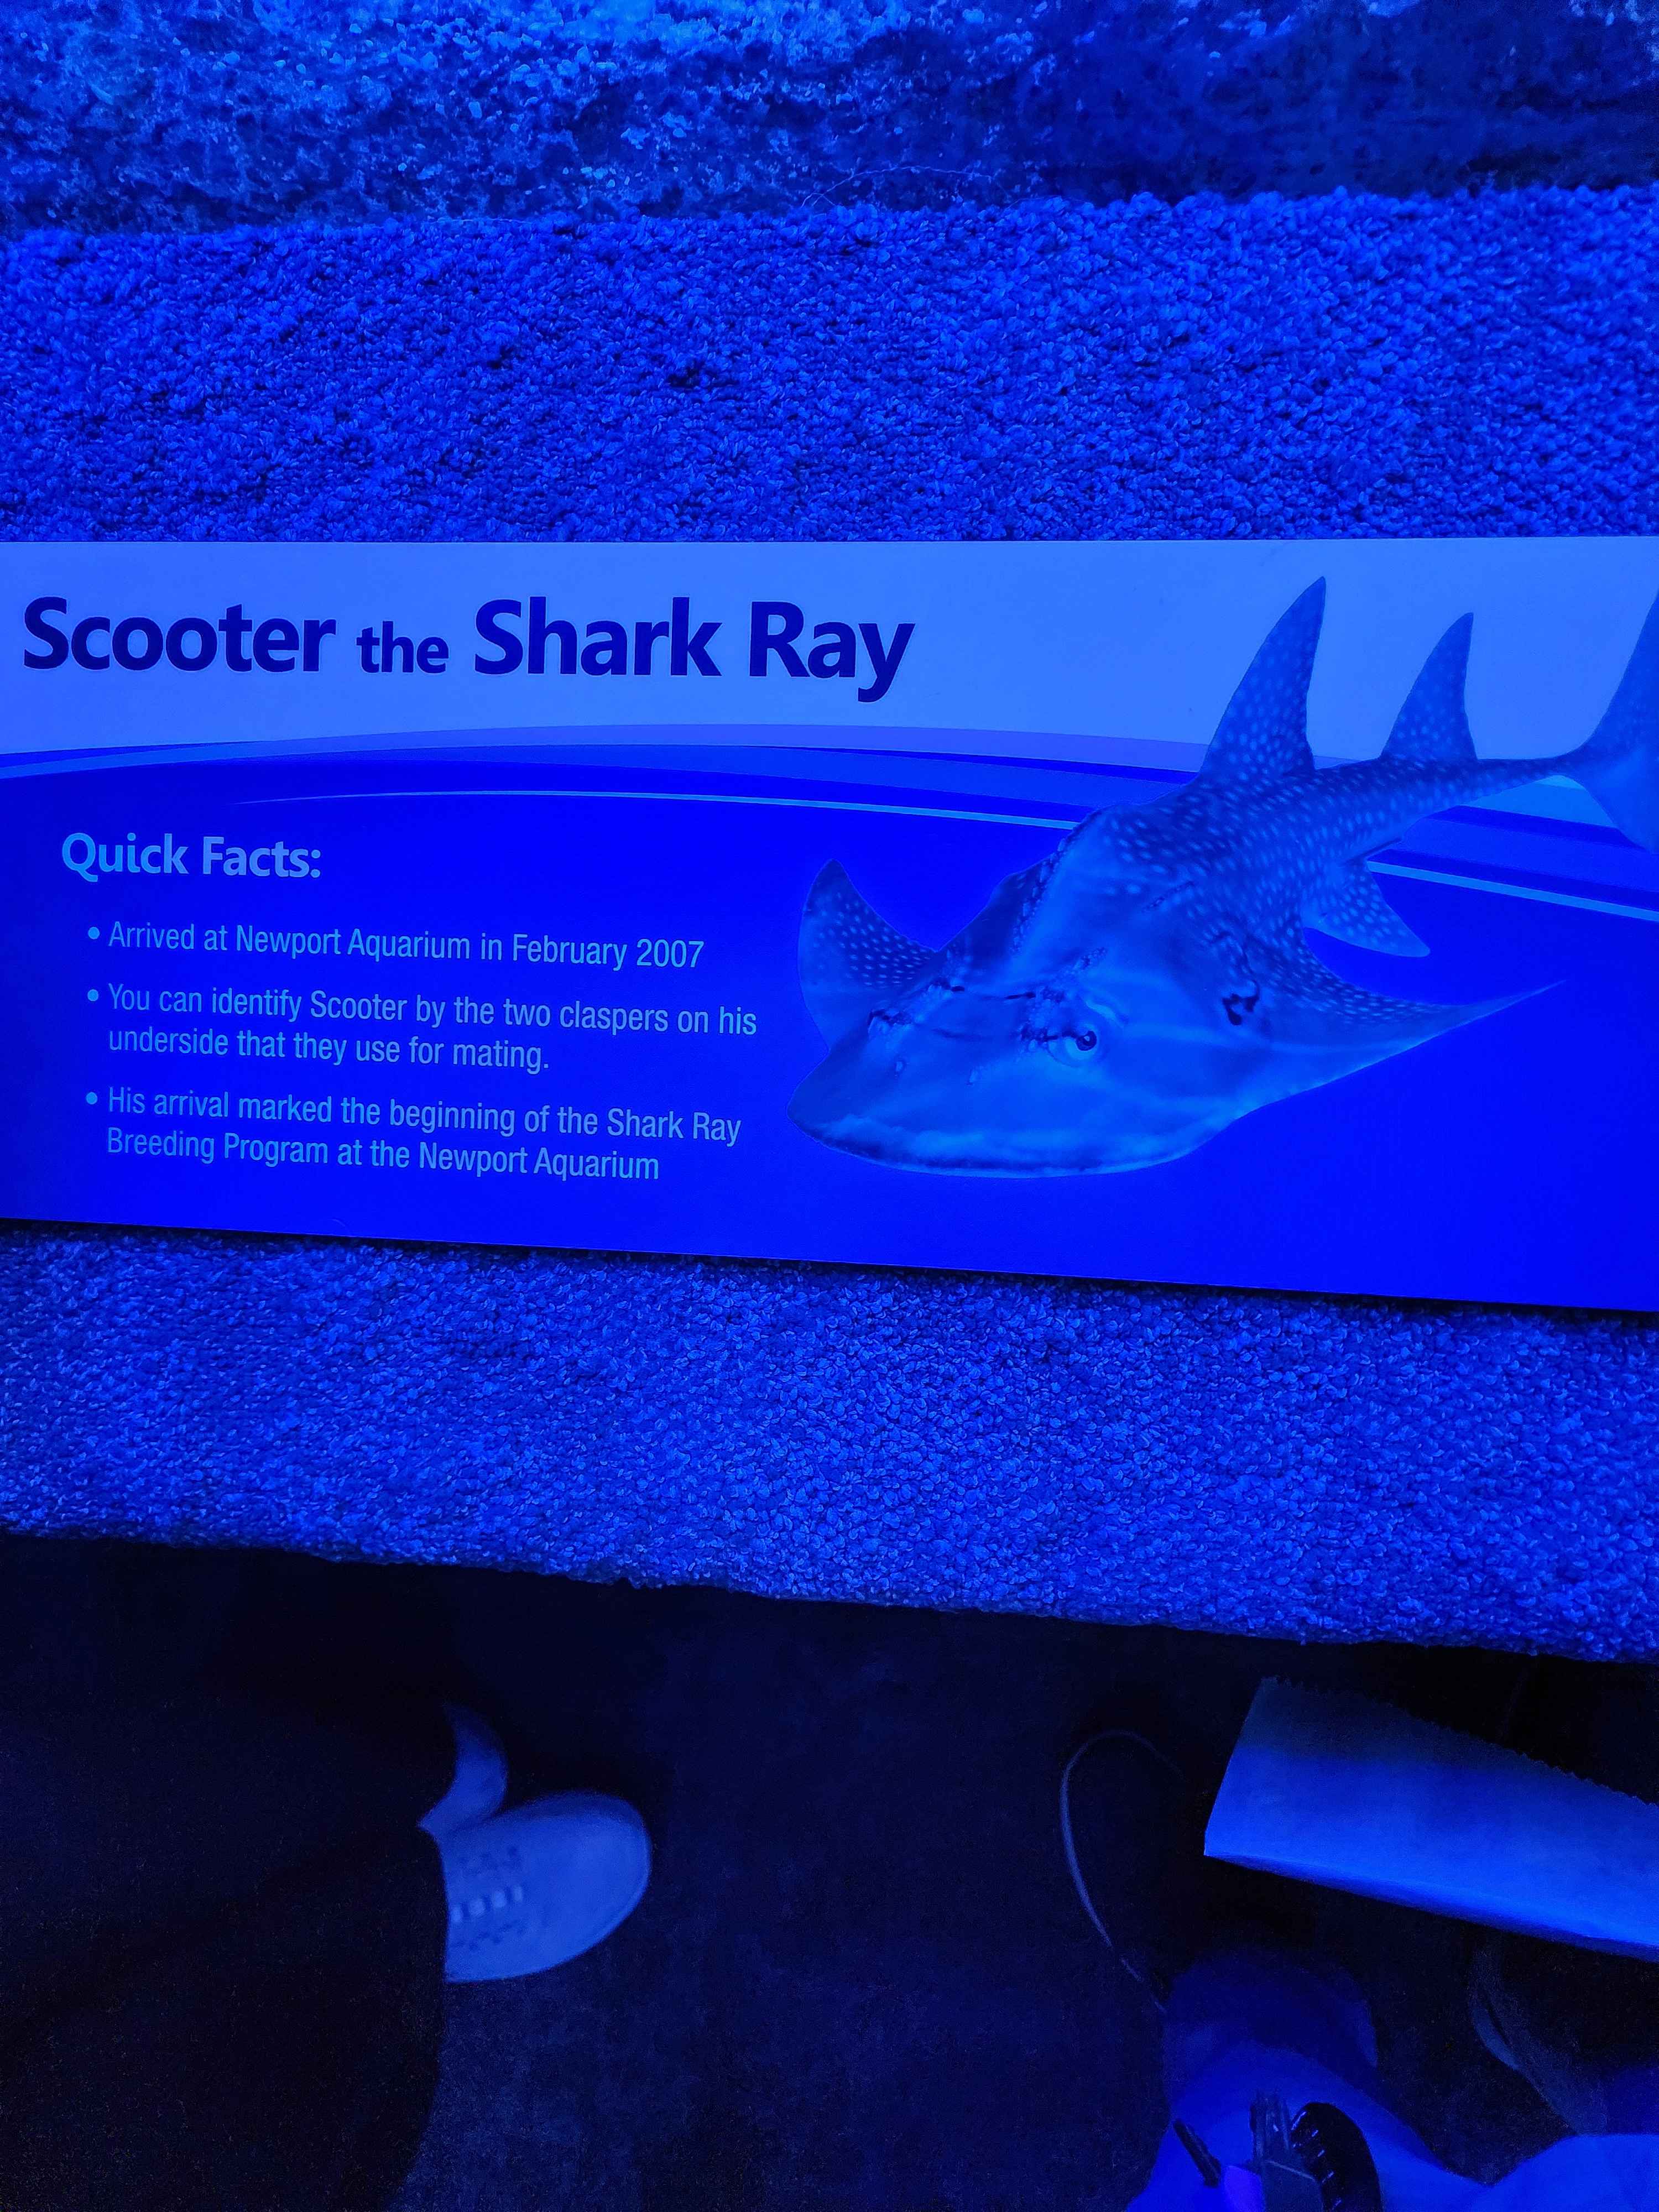 Scooter the Shark Ray
Quick Facts:
• Arrived at Newport Aquarium in February 2007
• You can identify Scooter by the two claspers on his
underside that they use for mating.
• His arrival marked the beginning of the Shark Ray
Breeding Program at the Newport Aquarium